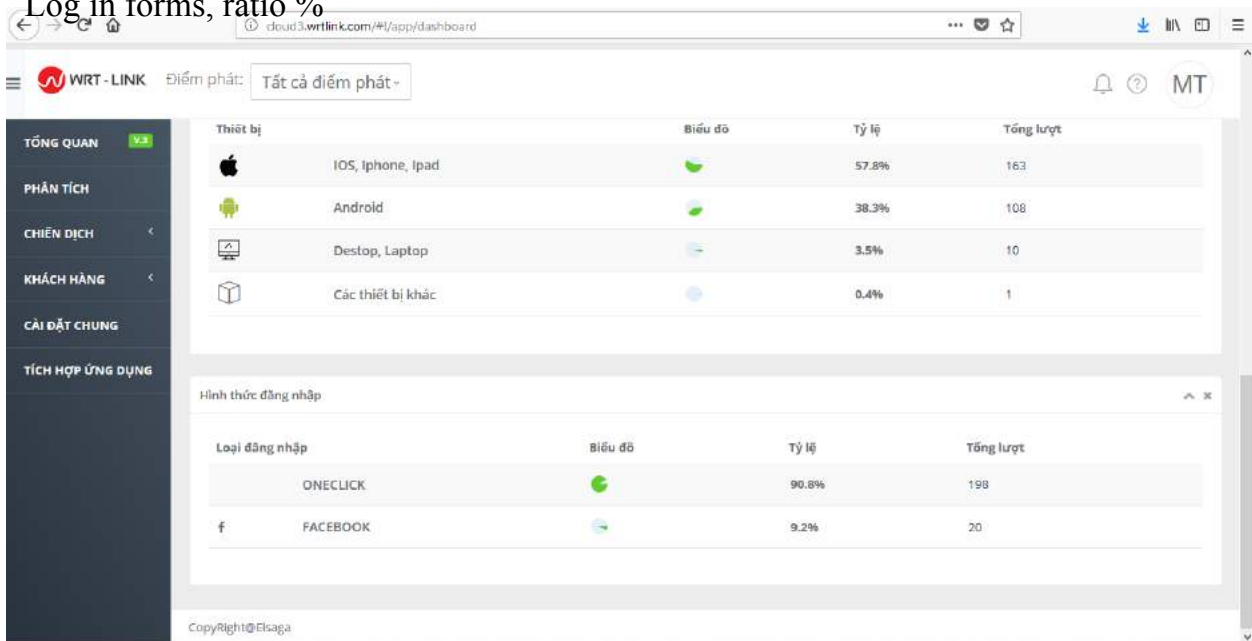 Log in forms, ratio %
cloud3.wrtlink.com/#!/app/dashboard
WRT - LINK Điểm phát: Tất cả điểm phát MT
TỔNG QUAN V.3
PHÂN TÍCH
CHIẾN DỊCH
KHÁCH HÀNG
CÀI ĐẶT CHUNG
TÍCH HỢP ỨNG DỤNG
Thiết bị Biểu đồ Tỷ lệ Tổng lượt
IOS, Iphone, Ipad 57.8% 163
Android 38.3% 108
Destop, Laptop 3.5% 10
Các thiết bị khác 0.4% 1
Hình thức đăng nhập
Loại đăng nhập Biểu đồ Tỷ lệ Tổng lượt
ONECLICK 90.8% 198
f FACEBOOK 9.2% 20
CopyRight@Elsaga